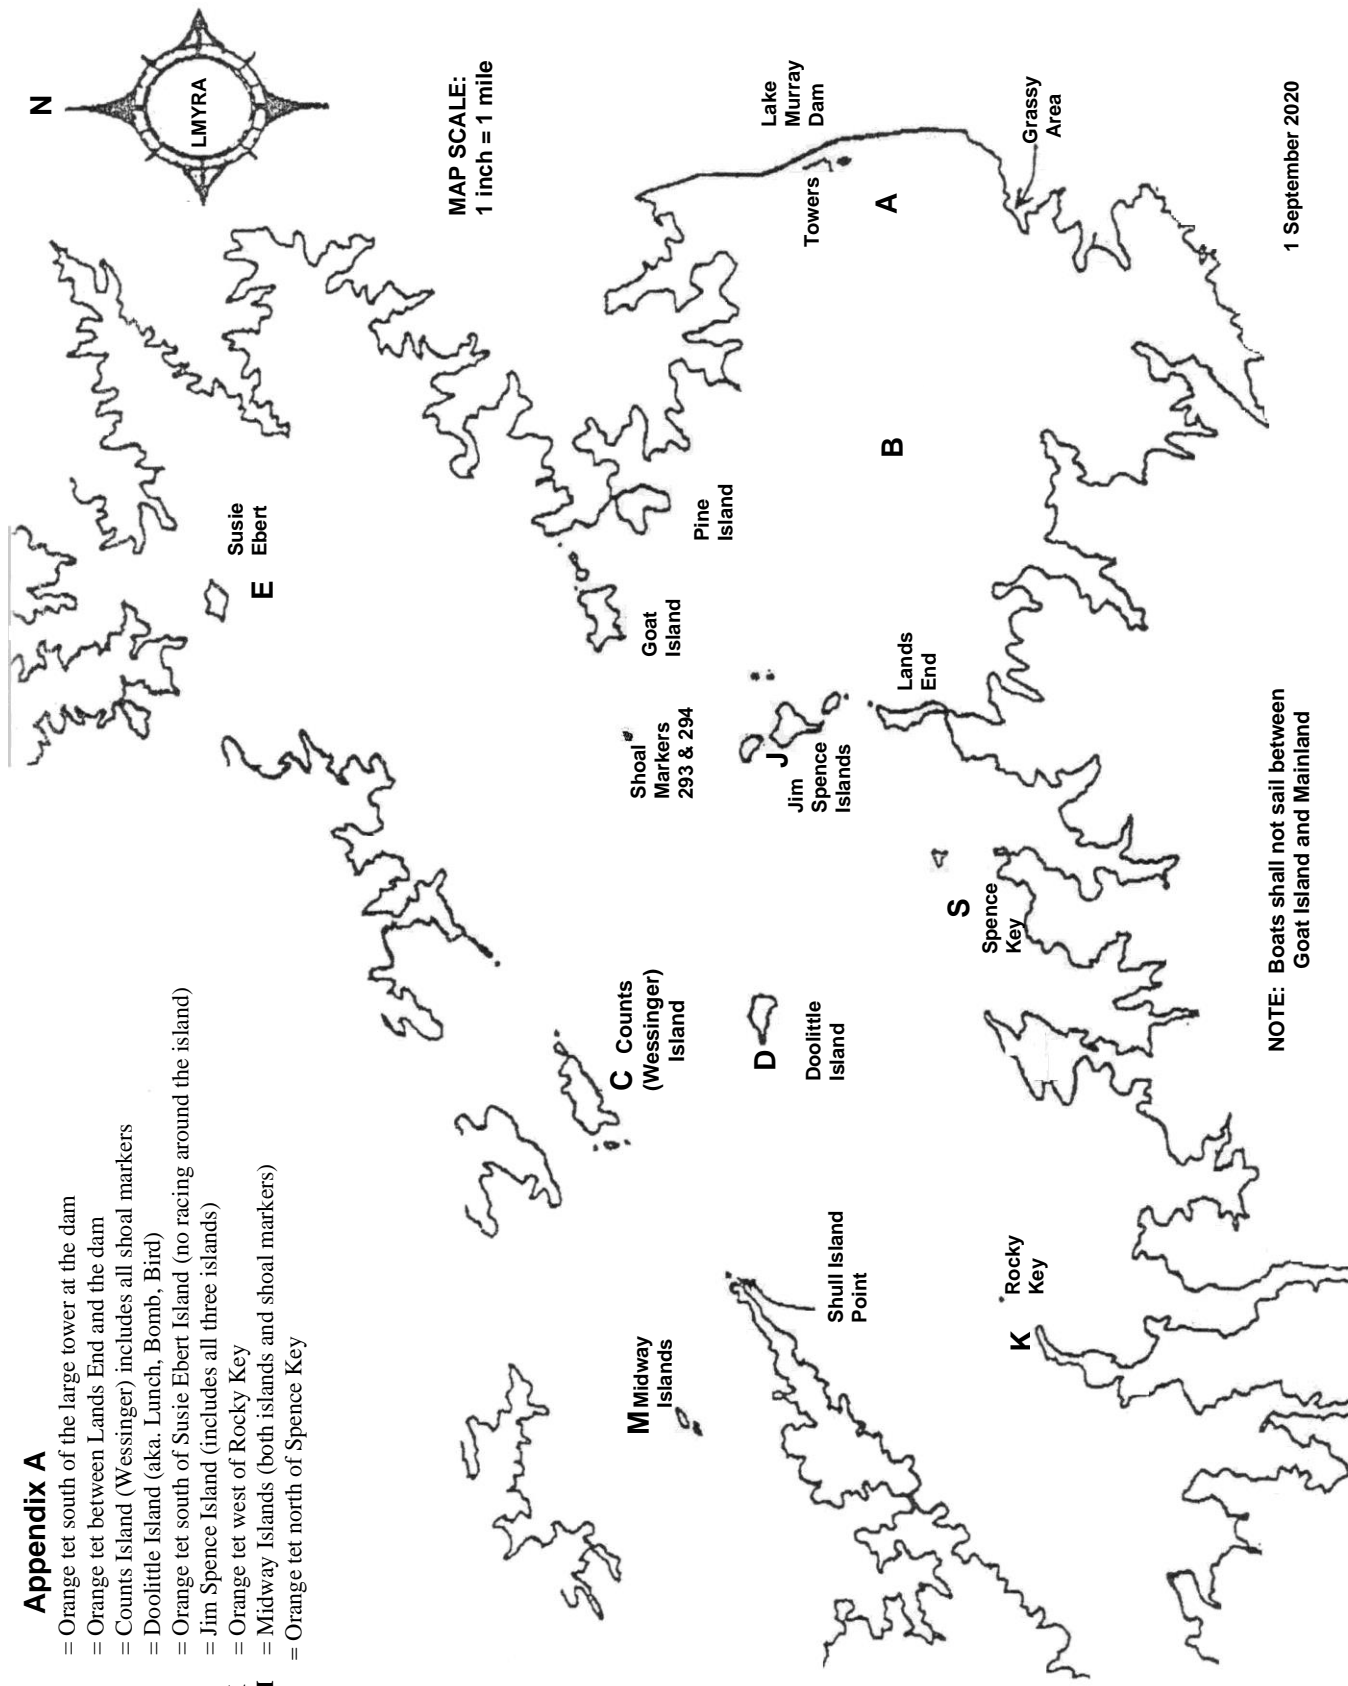 Appendix A
= Orange tet south of the large tower at the dam
= Orange tet between Lands End and the dam
= Counts Island (Wessinger) includes all shoal markers
= Doolittle Island (aka. Lunch, Bomb, Bird)
= Orange tet south of Susie Ebert Island (no racing around the island)
= Jim Spence Island (includes all three islands)
= Orange tet west of Rocky Key
= Midway Islands (both islands and shoal markers)
= Orange tet north of Spence Key
N
LMYRA
MAP SCALE:
1 inch = 1 mile
Susie
Ebert
E
Lake
Murray
Dam
Towers
A
Grassy
Area
B
Pine
Island
Goat
Island
Shoal
Markers
293 & 294
J
Jim
Spence
Islands
Lands
End
S
Spence
Key
C Counts
(Wessinger)
Island
D
Doolittle
Island
M Midway
Islands
Shull Island
Point
Rocky
Key
K
NOTE: Boats shall not sail between
Goat Island and Mainland
1 September 2020